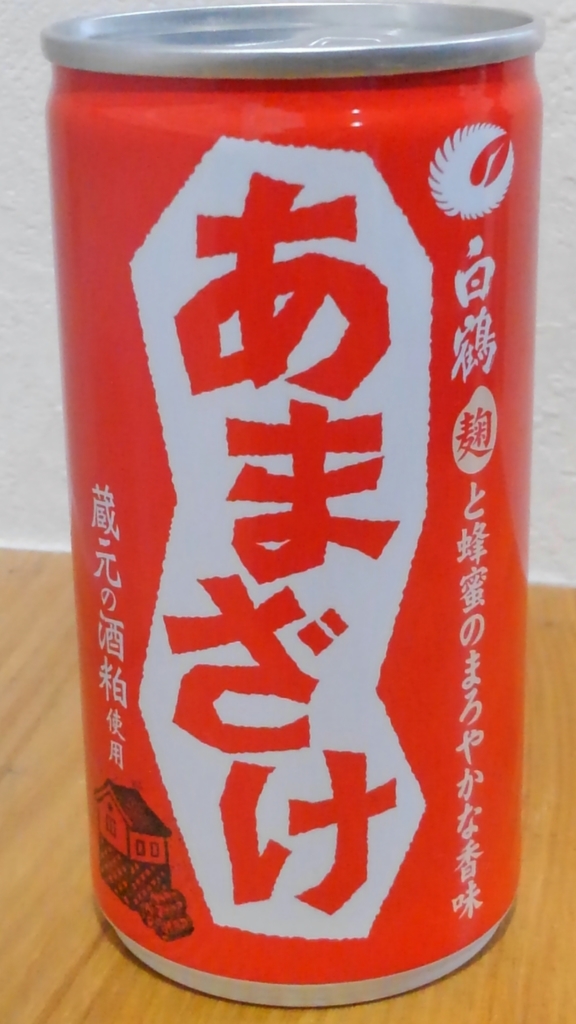 白鶴
麹と蜂蜜のまろやかな香味
あまざけ
蔵元の酒粕使用